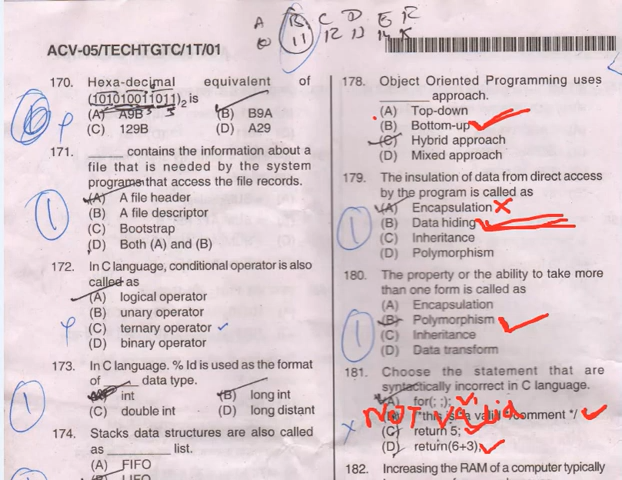 A B C D E F
10 11 12 13 14 15
ACV-05/TECHTGTC/1T/01
170. Hexa-decimal equivalent of
(101010011011)₂ is
(A) A9B (B) B9A
(C) 129B (D) A29
171. _____ contains the information about a
file that is needed by the system
programs that access the file records.
(A) A file header
(B) A file descriptor
(C) Bootstrap
(D) Both (A) and (B)
172. In C language, conditional operator is also
called as
(A) logical operator
(B) unary operator
(C) ternary operator
(D) binary operator
173. In C language. % ld is used as the format
of _____ data type.
(A) int (B) long int
(C) double int (D) long distant
174. Stacks data structures are also called
as _________ list.
(A) FIFO
(B) LIFO
178. Object Oriented Programming uses
_______ approach.
(A) Top-down
(B) Bottom-up
(C) Hybrid approach
(D) Mixed approach
179. The insulation of data from direct access
by the program is called as
(A) Encapsulation
(B) Data hiding
(C) Inheritance
(D) Polymorphism
180. The property or the ability to take more
than one form is called as
(A) Encapsulation
(B) Polymorphism
(C) Inheritance
(D) Data transform
181. Choose the statement that are
syntactically incorrect in C language.
(A) for(; ;);
NOT valid
/*this is a valid */comment */
(C) return 5;
(D) return(6+3);
182. Increasing the RAM of a computer typically